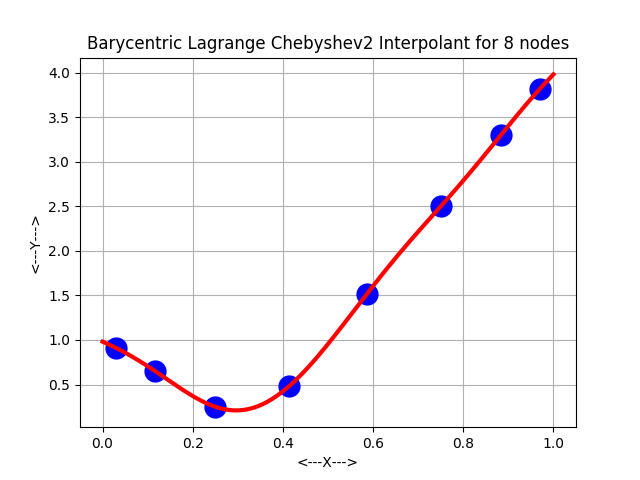 Barycentric Lagrange Chebyshev2 Interpolant for 8 nodes
<---Y--->
4.0
3.5
3.0
2.5
2.0
1.5
1.0
0.5
0.0 0.2 0.4 0.6 0.8 1.0
<---X--->